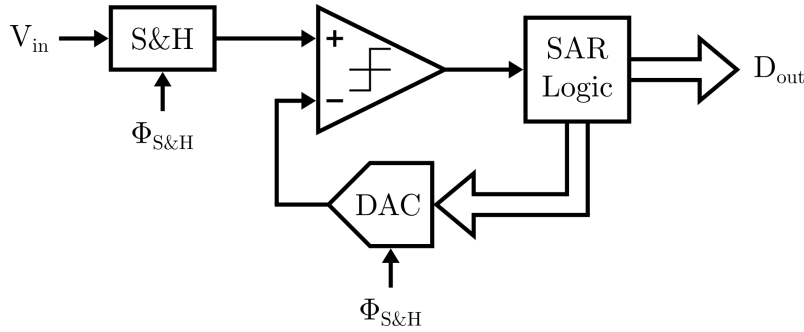 V_in
S&H
Φ_S&H
+
−
SAR
Logic
D_out
DAC
Φ_S&H